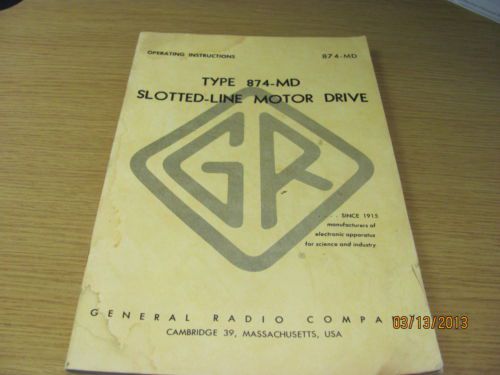 OPERATING INSTRUCTIONS 874-MD
TYPE 874-MD
SLOTTED-LINE MOTOR DRIVE
GR
. . . SINCE 1915
manufacturers of
electronic apparatus
for science and industry
GENERAL RADIO COMPA
CAMBRIDGE 39, MASSACHUSETTS, USA
03/13/2013